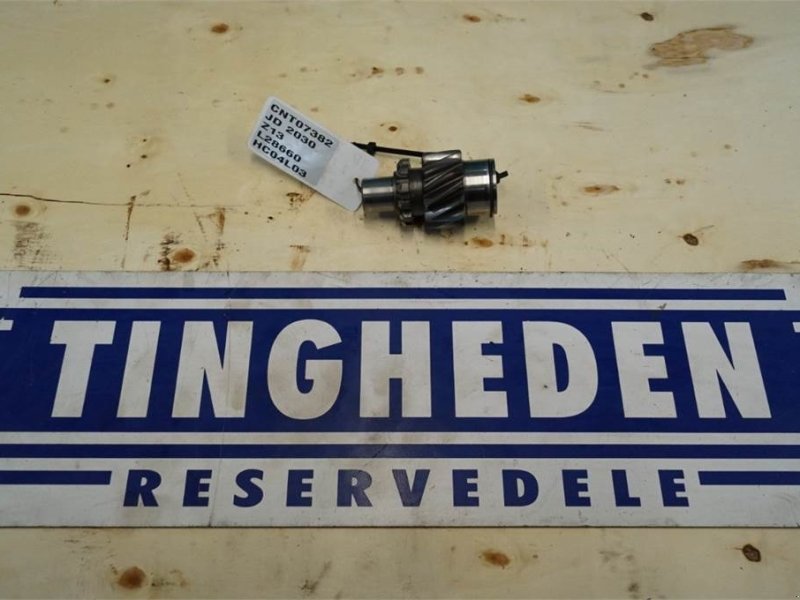 CNT07382
JD 2030
Z13
L28660
HC04L03
TINGHEDEN
RESERVEDELE